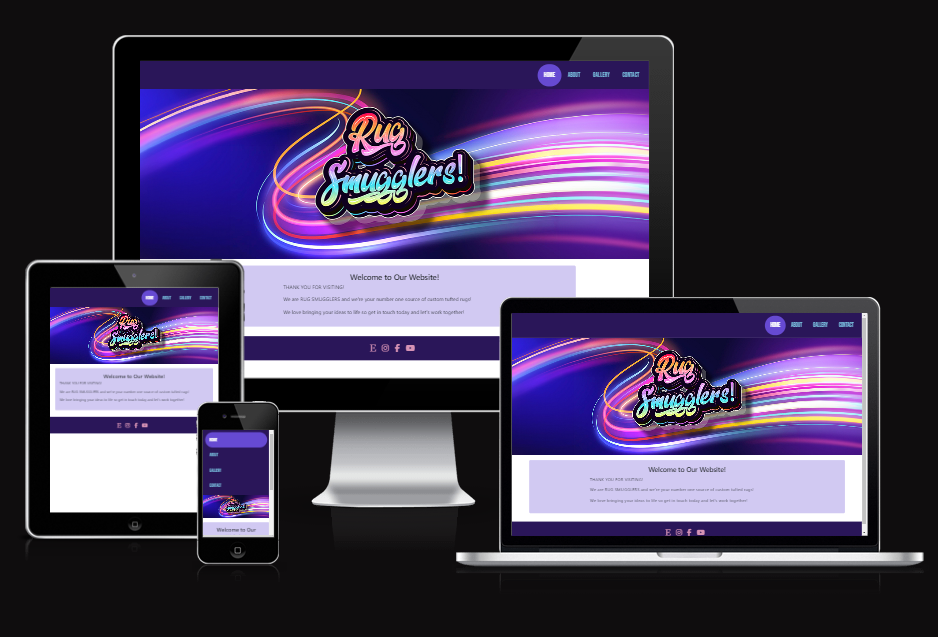 HOME ABOUT GALLERY CONTACT
Rug
Smugglers!
Welcome to Our Website!
THANK YOU FOR VISITING!
We are RUG SMUGGLERS and we're your number one source of custom tufted rugs!
We love bringing your ideas to life so get in touch today and let's work together!
E
HOME ABOUT GALLERY CONTACT
Rug
Smugglers!
Welcome to Our Website!
THANK YOU FOR VISITING!
We are RUG SMUGGLERS and we're your number one source of custom tufted rugs!
We love bringing your ideas to life so get in touch today and let's work together!
E
HOME
ABOUT
GALLERY
CONTACT
Rug
Smugglers!
Welcome to Our
HOME ABOUT GALLERY CONTACT
Rug
Smugglers!
Welcome to Our Website!
THANK YOU FOR VISITING!
We are RUG SMUGGLERS and we're your number one source of custom tufted rugs!
We love bringing your ideas to life so get in touch today and let's work together!
E